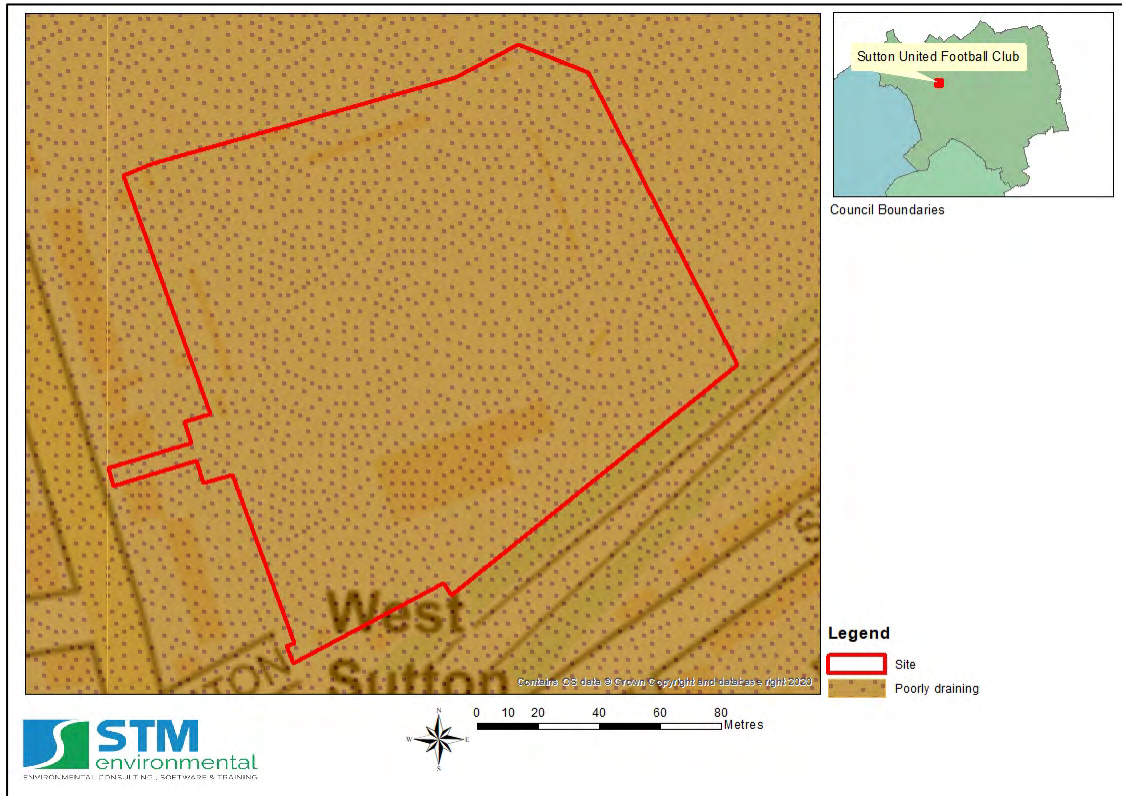 Sutton United Football Club
Council Boundaries
West
Sutton
TON
S
Contains OS data © Crown Copyright and database right 2020
Legend
Site
Poorly draining
N
W
E
S
0 10 20 40 60 80
Metres
STM
environmental
ENVIRONMENTAL CONSULTING, SOFTWARE & TRAINING